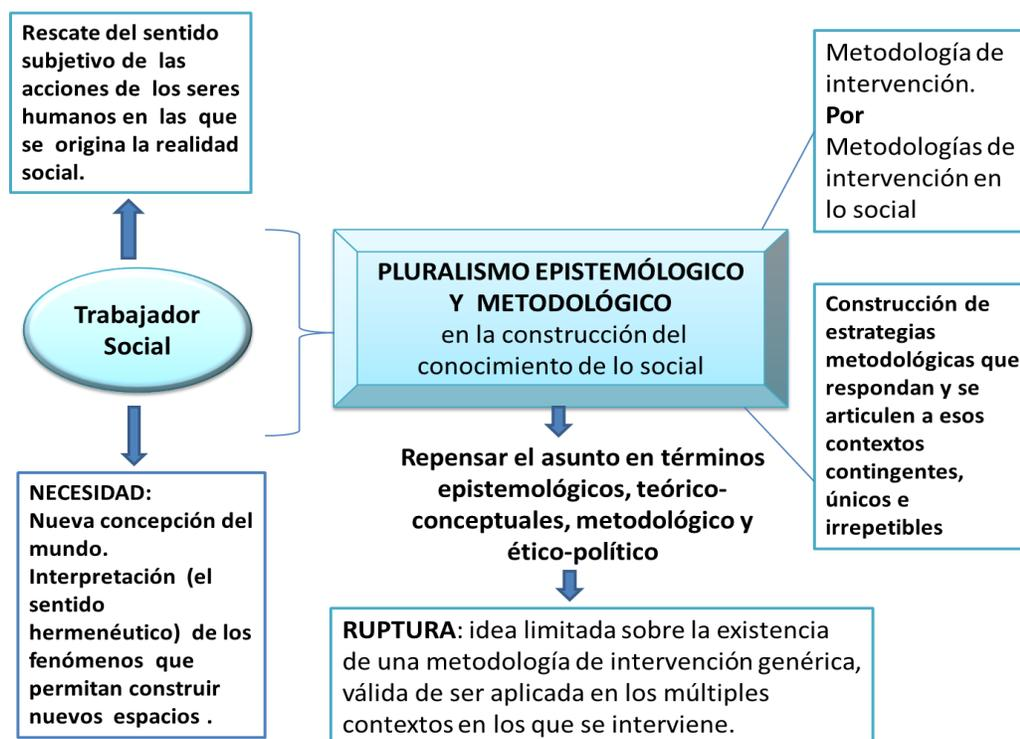 Rescate del sentido
subjetivo de las
acciones de los seres
humanos en las que
se origina la realidad
social.
Trabajador
Social
NECESIDAD:
Nueva concepción del
mundo.
Interpretación (el
sentido
hermenéutico) de los
fenómenos que
permitan construir
nuevos espacios .
PLURALISMO EPISTEMÓLOGICO
Y METODOLÓGICO
en la construcción del
conocimiento de lo social
Repensar el asunto en términos
epistemológicos, teórico-
conceptuales, metodológico y
ético-político
RUPTURA: idea limitada sobre la existencia
de una metodología de intervención genérica,
válida de ser aplicada en los múltiples
contextos en los que se interviene.
Metodología de
intervención.
Por
Metodologías de
intervención en
lo social
Construcción de
estrategias
metodológicas que
respondan y se
articulen a esos
contextos
contingentes,
únicos e
irrepetibles